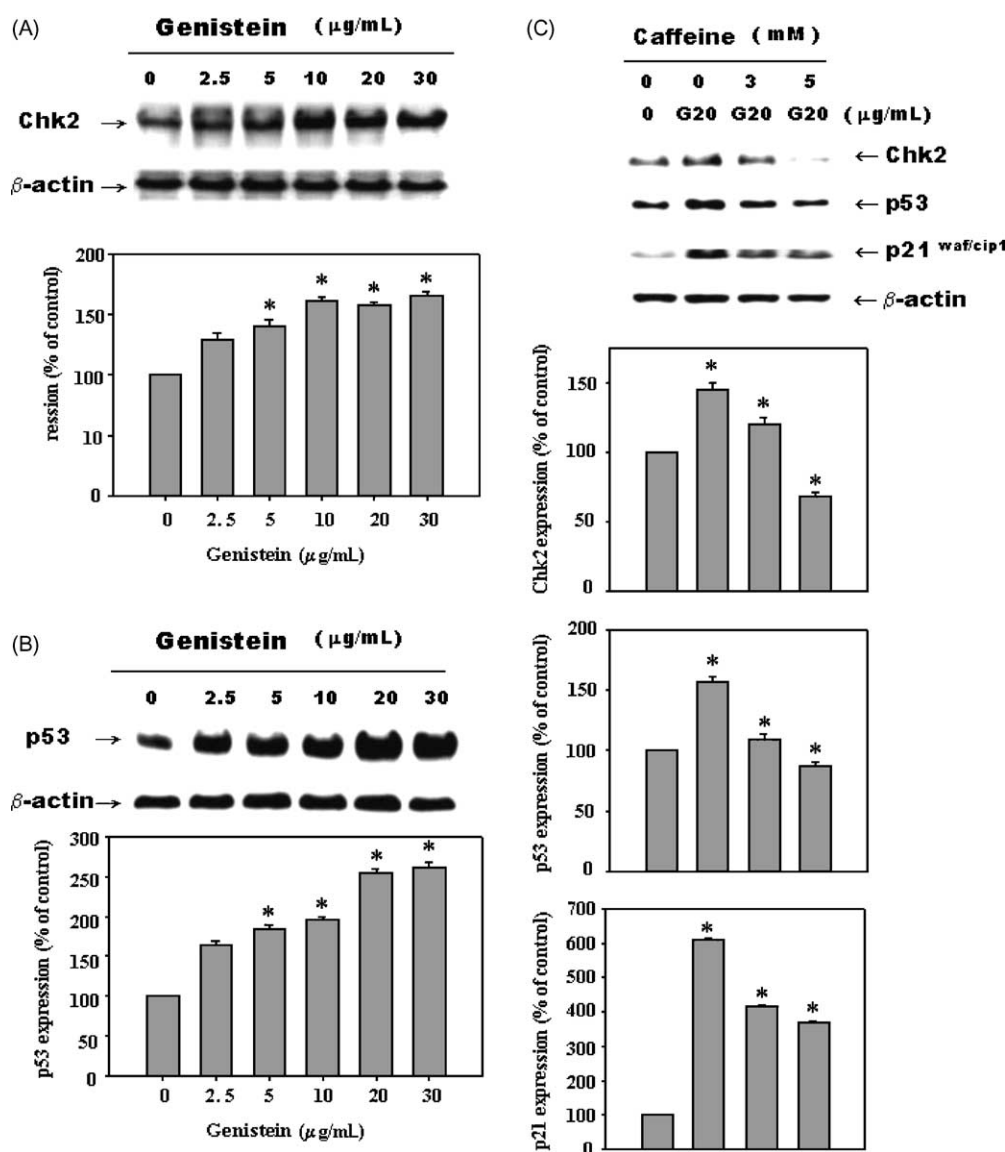 (A)
Genistein (μg/mL)
0 2.5 5 10 20 30
Chk2 →
β-actin →
200
150
100
10
0
ression (% of control)
* * * *
0 2.5 5 10 20 30
Genistein (μg/mL)
(B)
Genistein (μg/mL)
0 2.5 5 10 20 30
p53 →
β-actin →
300
250
200
150
100
50
0
p53 expression (% of control)
* * * *
0 2.5 5 10 20 30
Genistein (μg/mL)
(C)
Caffeine (mM)
0 0 3 5
0 G20 G20 G20 (μg/mL)
← Chk2
← p53
← p21 waf/cip1
← β-actin
150
100
50
0
Chk2 expression (% of control)
* * *
200
150
100
50
0
p53 expression (% of control)
* * *
700
600
500
400
300
200
100
0
p21 expression (% of control)
* * *